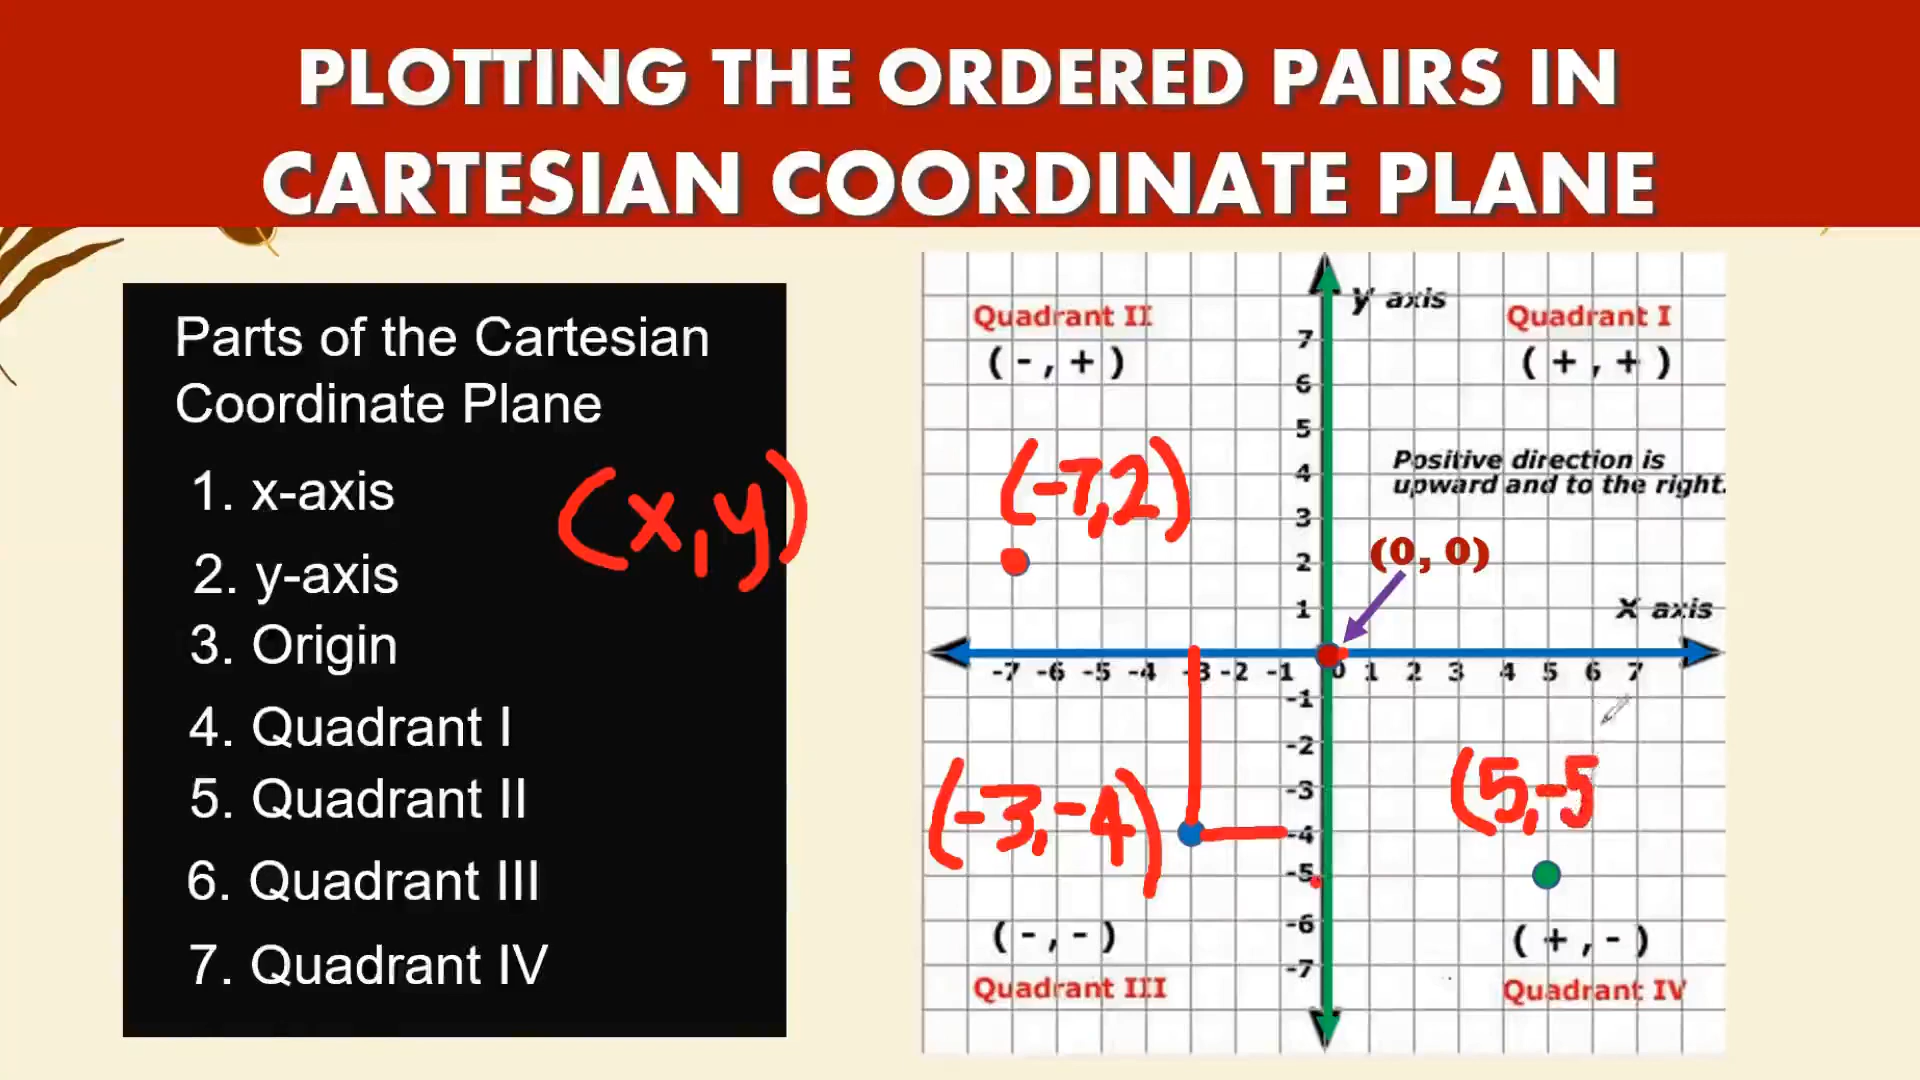 PLOTTING THE ORDERED PAIRS IN
CARTESIAN COORDINATE PLANE
Parts of the Cartesian
Coordinate Plane
1. x-axis
2. y-axis
3. Origin
4. Quadrant I
5. Quadrant II
6. Quadrant III
7. Quadrant IV
(x,y)
y axis
Quadrant II
(-,+)
Quadrant I
(+,+)
7
6
5
4
3
2
1
Positive direction is
upward and to the right.
(-7,2)
(0, 0)
X axis
-7 -6 -5 -4 -3 -2 -1 0 1 2 3 4 5 6 7
-1
-2
-3
-4
-5
-6
-7
(-3,-4)
(5,-5
(-,-)
Quadrant III
(+,-)
Quadrant IV